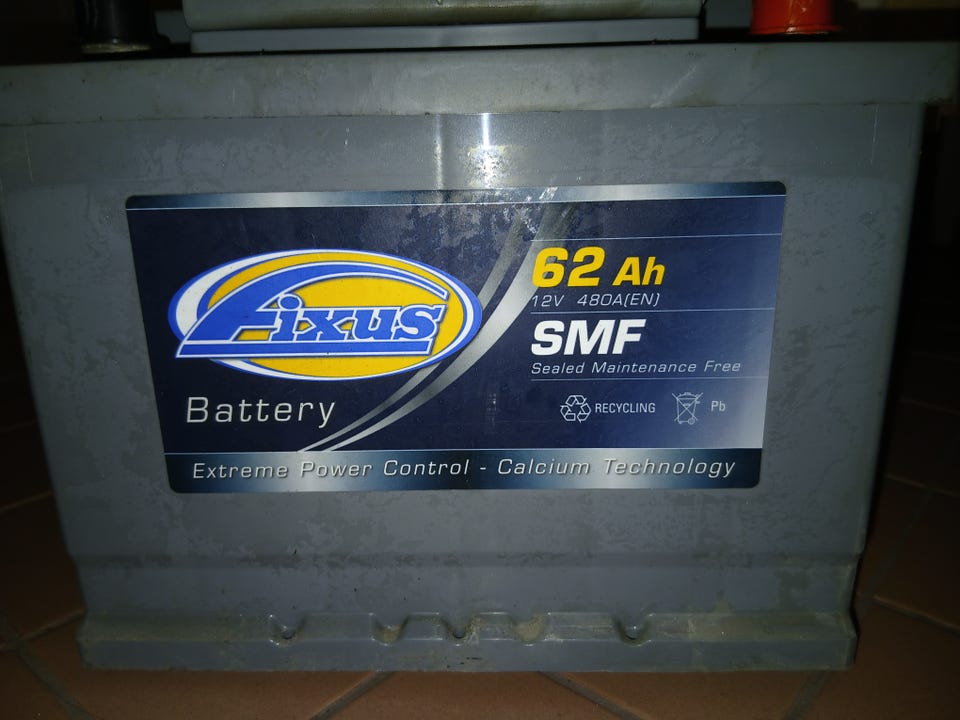 Fixus
Battery
62 Ah
12V 480A(EN)
SMF
Sealed Maintenance Free
RECYCLING
Pb
Extreme Power Control - Calcium Technology